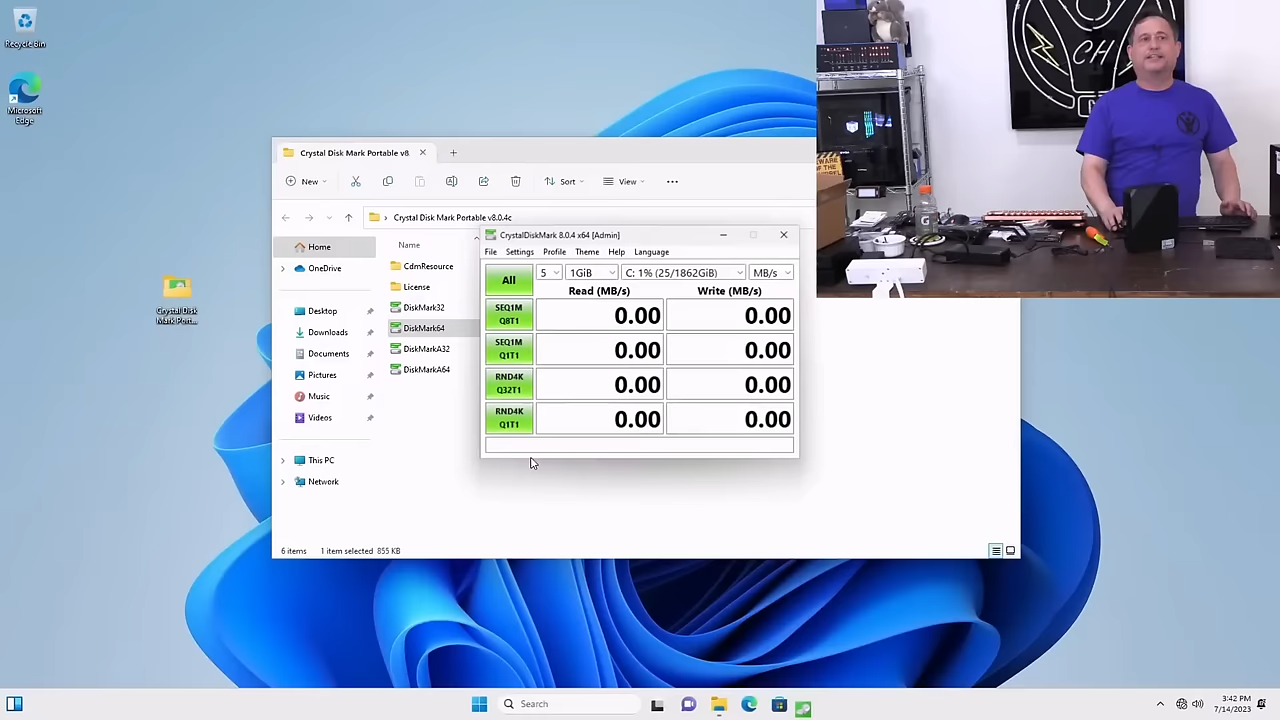 Recycle Bin
Microsoft
Edge
Crystal Disk
Mark Port...
Crystal Disk Mark Portable v8
New
Sort
View
Crystal Disk Mark Portable v8.0.4c
Home
OneDrive
Desktop
Downloads
Documents
Pictures
Music
Videos
This PC
Network
Name
CdmResource
License
DiskMark32
DiskMark64
DiskMarkA32
DiskMarkA64
6 items 1 item selected 855 KB
CrystalDiskMark 8.0.4 x64 [Admin]
File Settings Profile Theme Help Language
All 5 1GiB C: 1% (25/1862GiB) MB/s
Read (MB/s) Write (MB/s)
SEQ1M
Q8T1 0.00 0.00
SEQ1M
Q1T1 0.00 0.00
RND4K
Q32T1 0.00 0.00
RND4K
Q1T1 0.00 0.00
CH
OF THE
Search
3:42 PM
7/14/2023